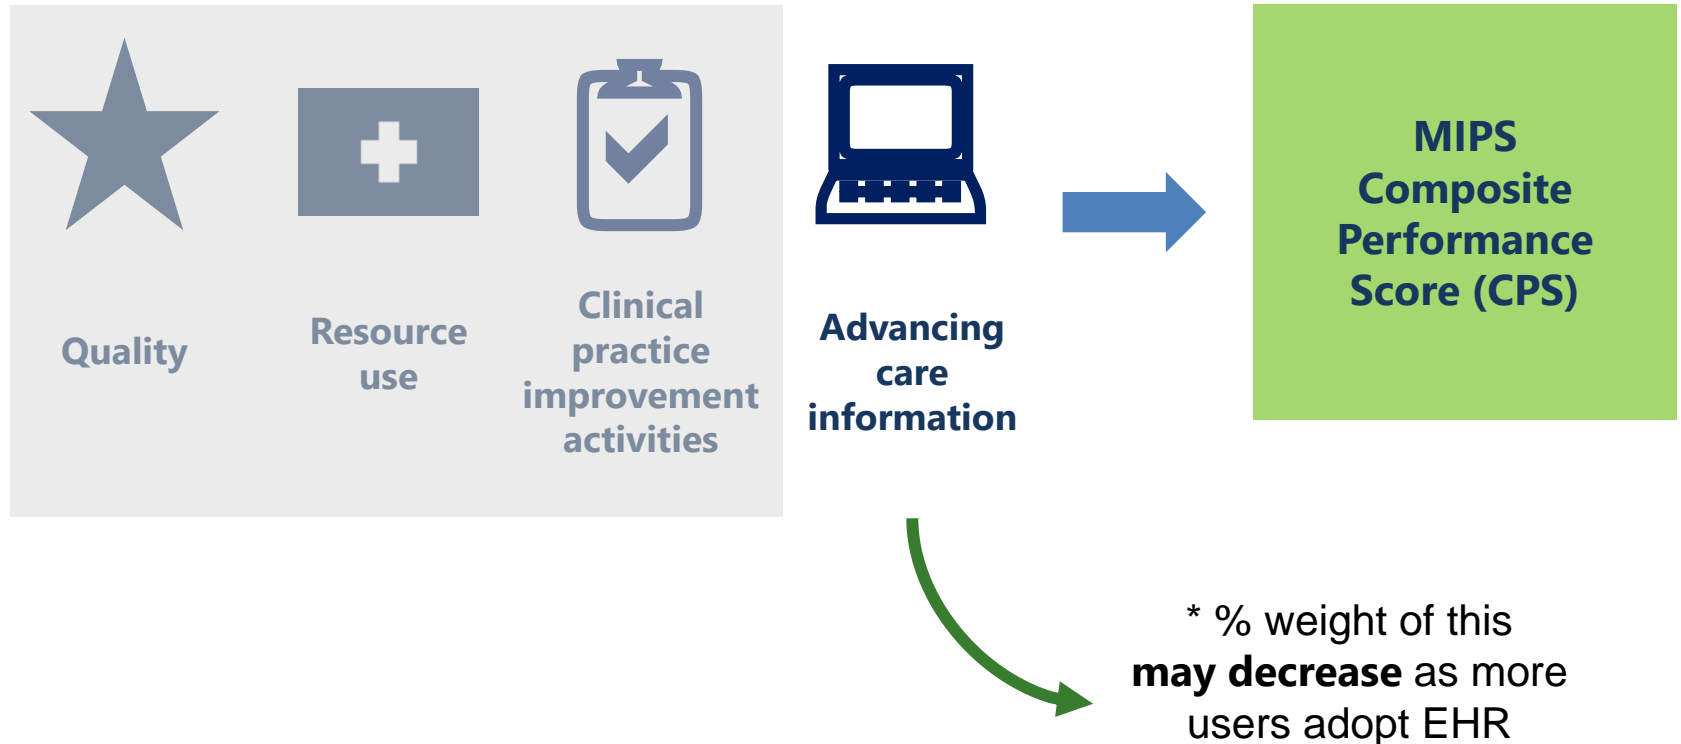 Quality
Resource
use
Clinical
practice
improvement
activities
Advancing
care
information
MIPS
Composite
Performance
Score (CPS)
* % weight of this
may decrease as more
users adopt EHR